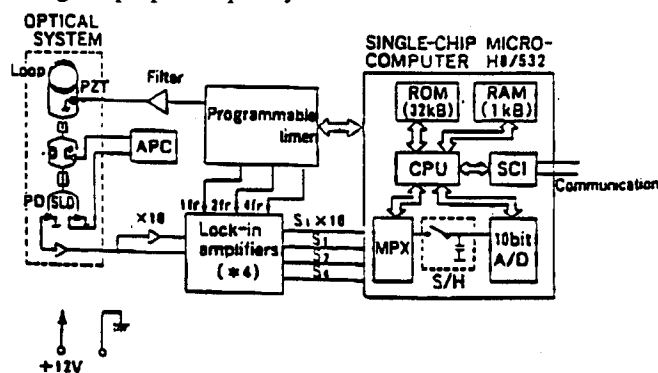 OPTICAL
SYSTEM
Loop
PZT
Filter
Programmable
timer
APC
PD
SLD
×18
1fr
2fr
4fr
Lock-in
amplifiers
(*4)
S1 × 18
S1
S2
S4
SINGLE-CHIP MICRO-
COMPUTER H8/532
ROM
(32kB)
RAM
(1kB)
CPU
SCI
Communication
MPX
S/H
10bit
A/D
+12V